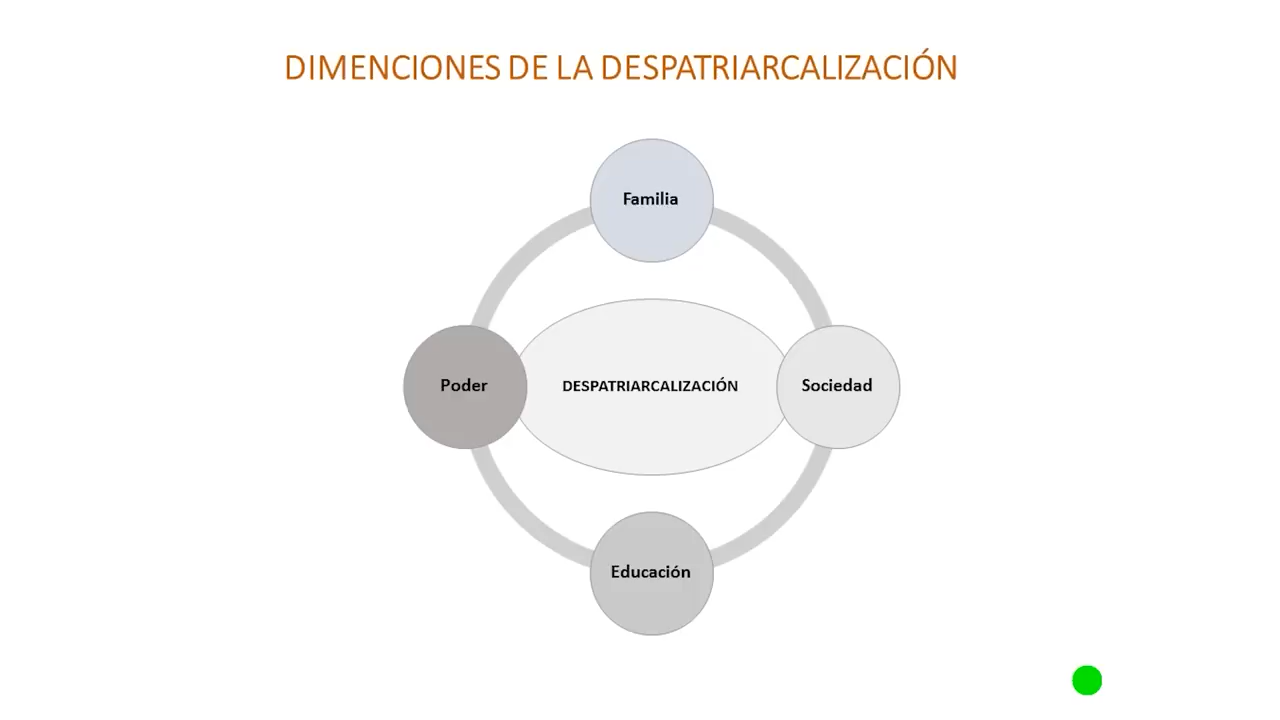 DIMENCIONES DE LA DESPATRIARCALIZACIÓN
Familia
Poder
DESPATRIARCALIZACIÓN
Sociedad
Educación